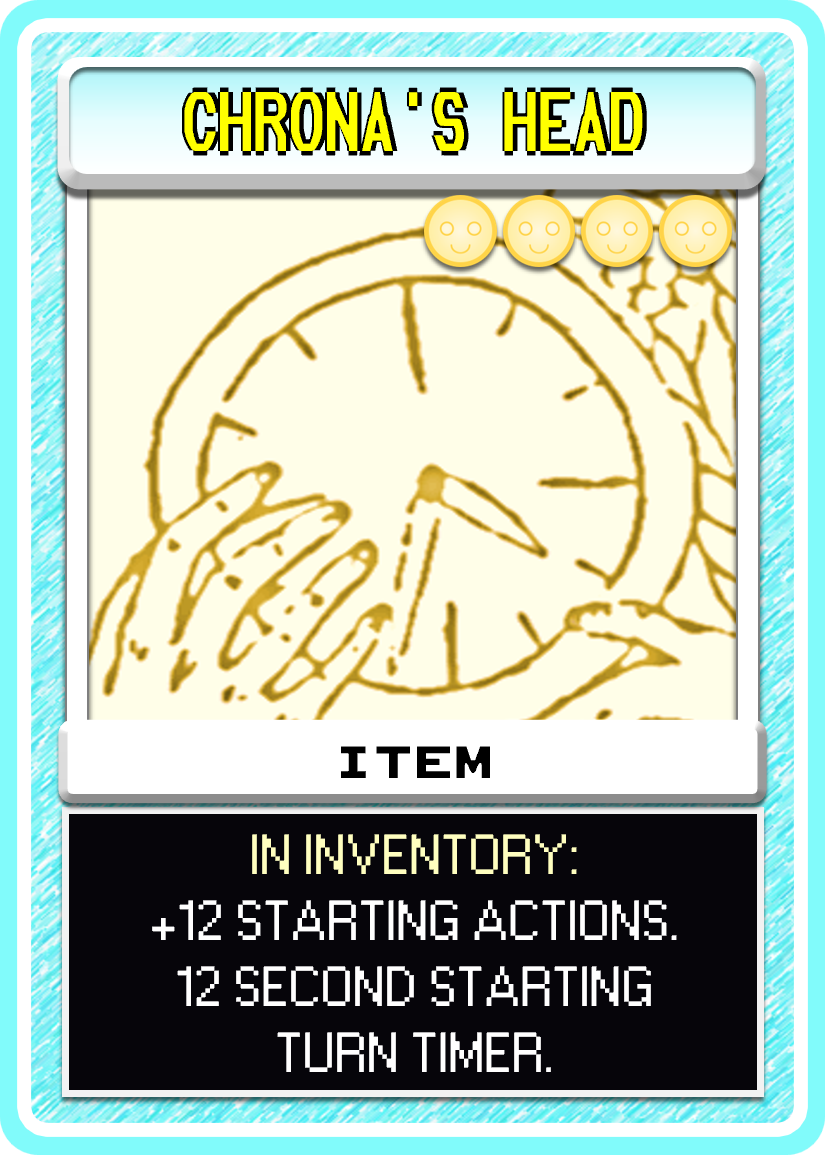 CHRONA'S HEAD
ITEM
IN INVENTORY:
+12 STARTING ACTIONS.
12 SECOND STARTING
TURN TIMER.